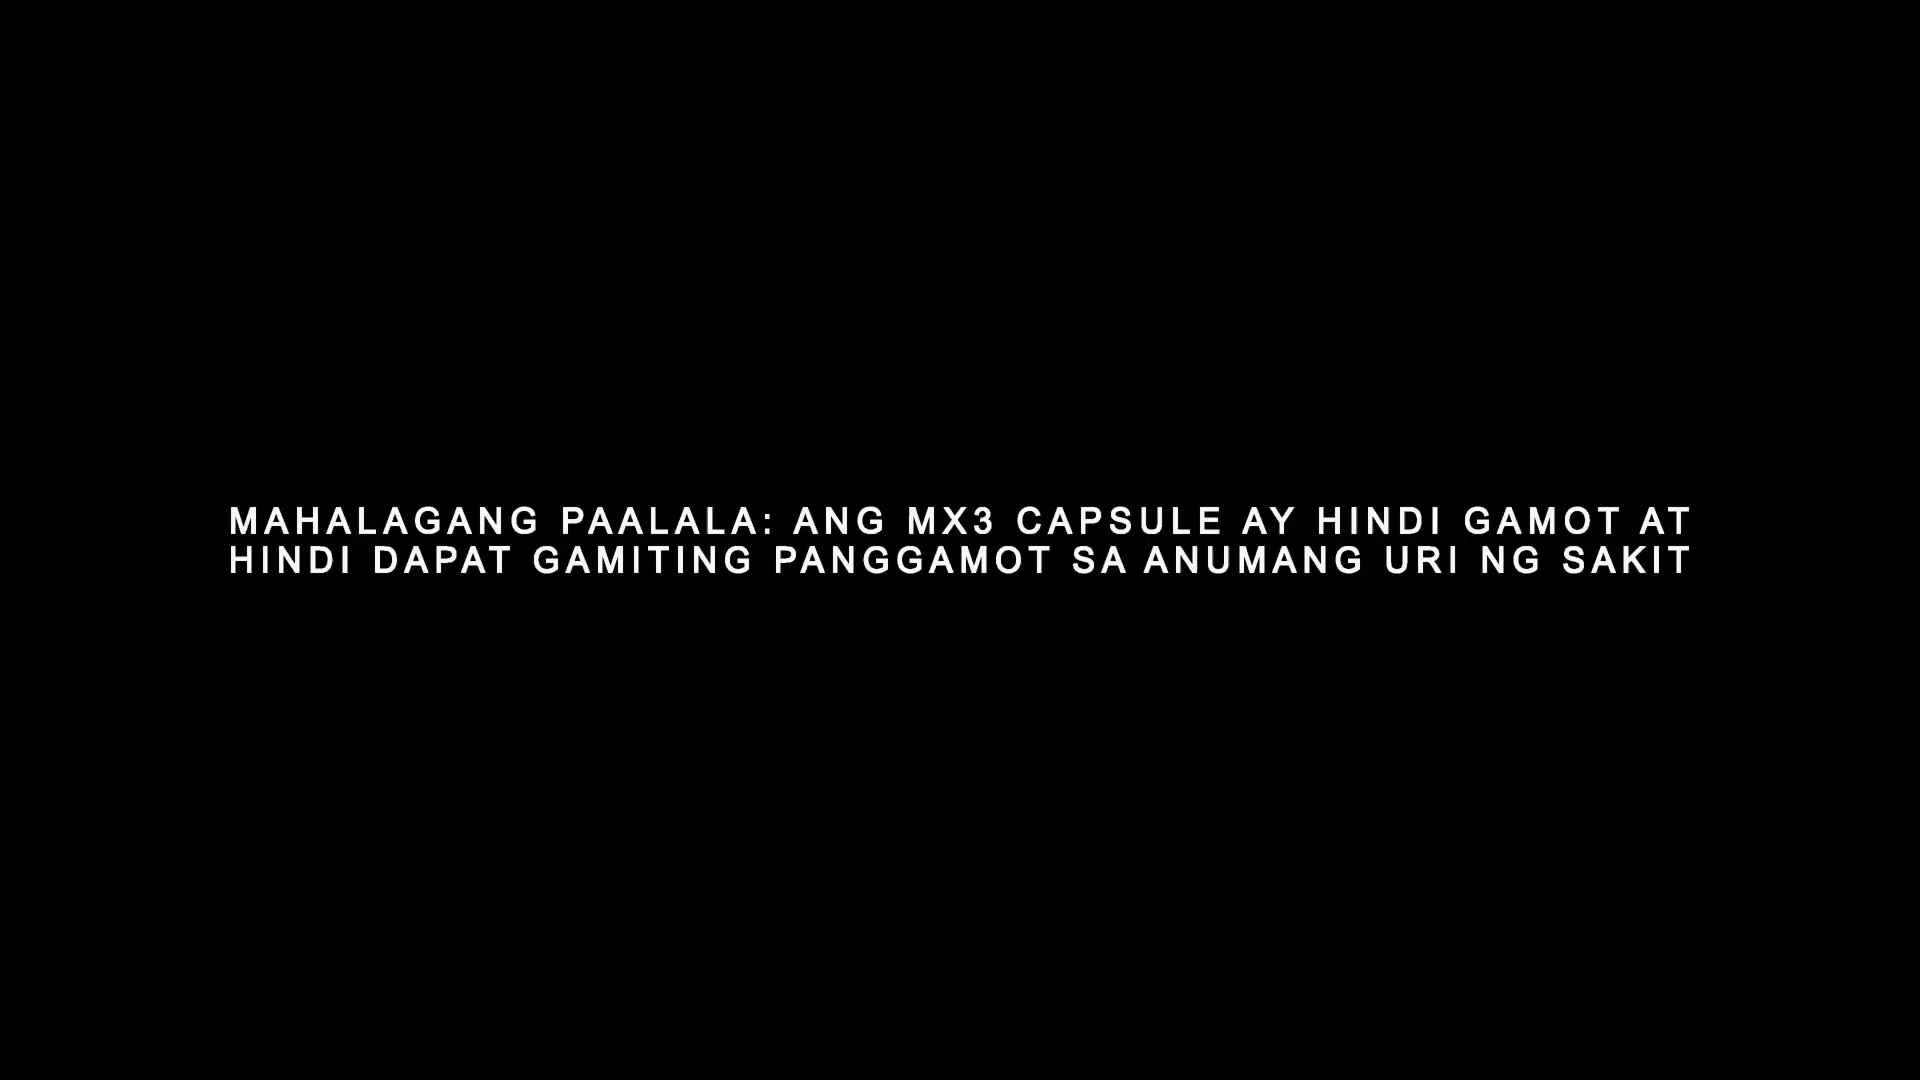 MAHALAGANG PAALALA: ANG MX3 CAPSULE AY HINDI GAMOT AT
HINDI DAPAT GAMITING PANGGAMOT SA ANUMANG URI NG SAKIT